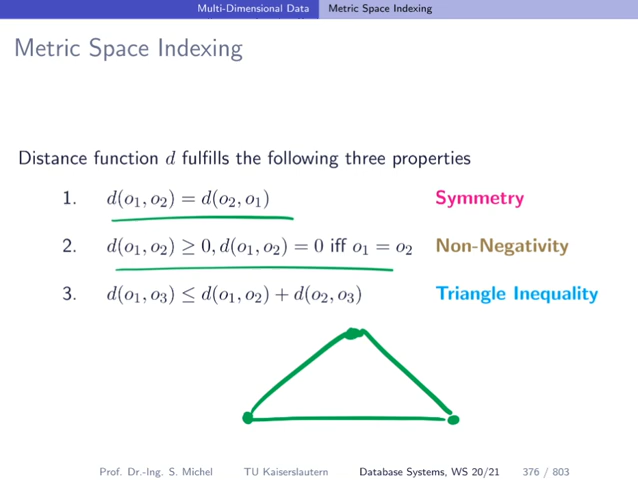 Multi-Dimensional Data Metric Space Indexing
Metric Space Indexing
Distance function d fulfills the following three properties
1. d(o₁, o₂) = d(o₂, o₁) Symmetry
2. d(o₁, o₂) ≥ 0, d(o₁, o₂) = 0 iff o₁ = o₂ Non-Negativity
3. d(o₁, o₃) ≤ d(o₁, o₂) + d(o₂, o₃) Triangle Inequality
Prof. Dr.-Ing. S. Michel TU Kaiserslautern Database Systems, WS 20/21 376 / 803